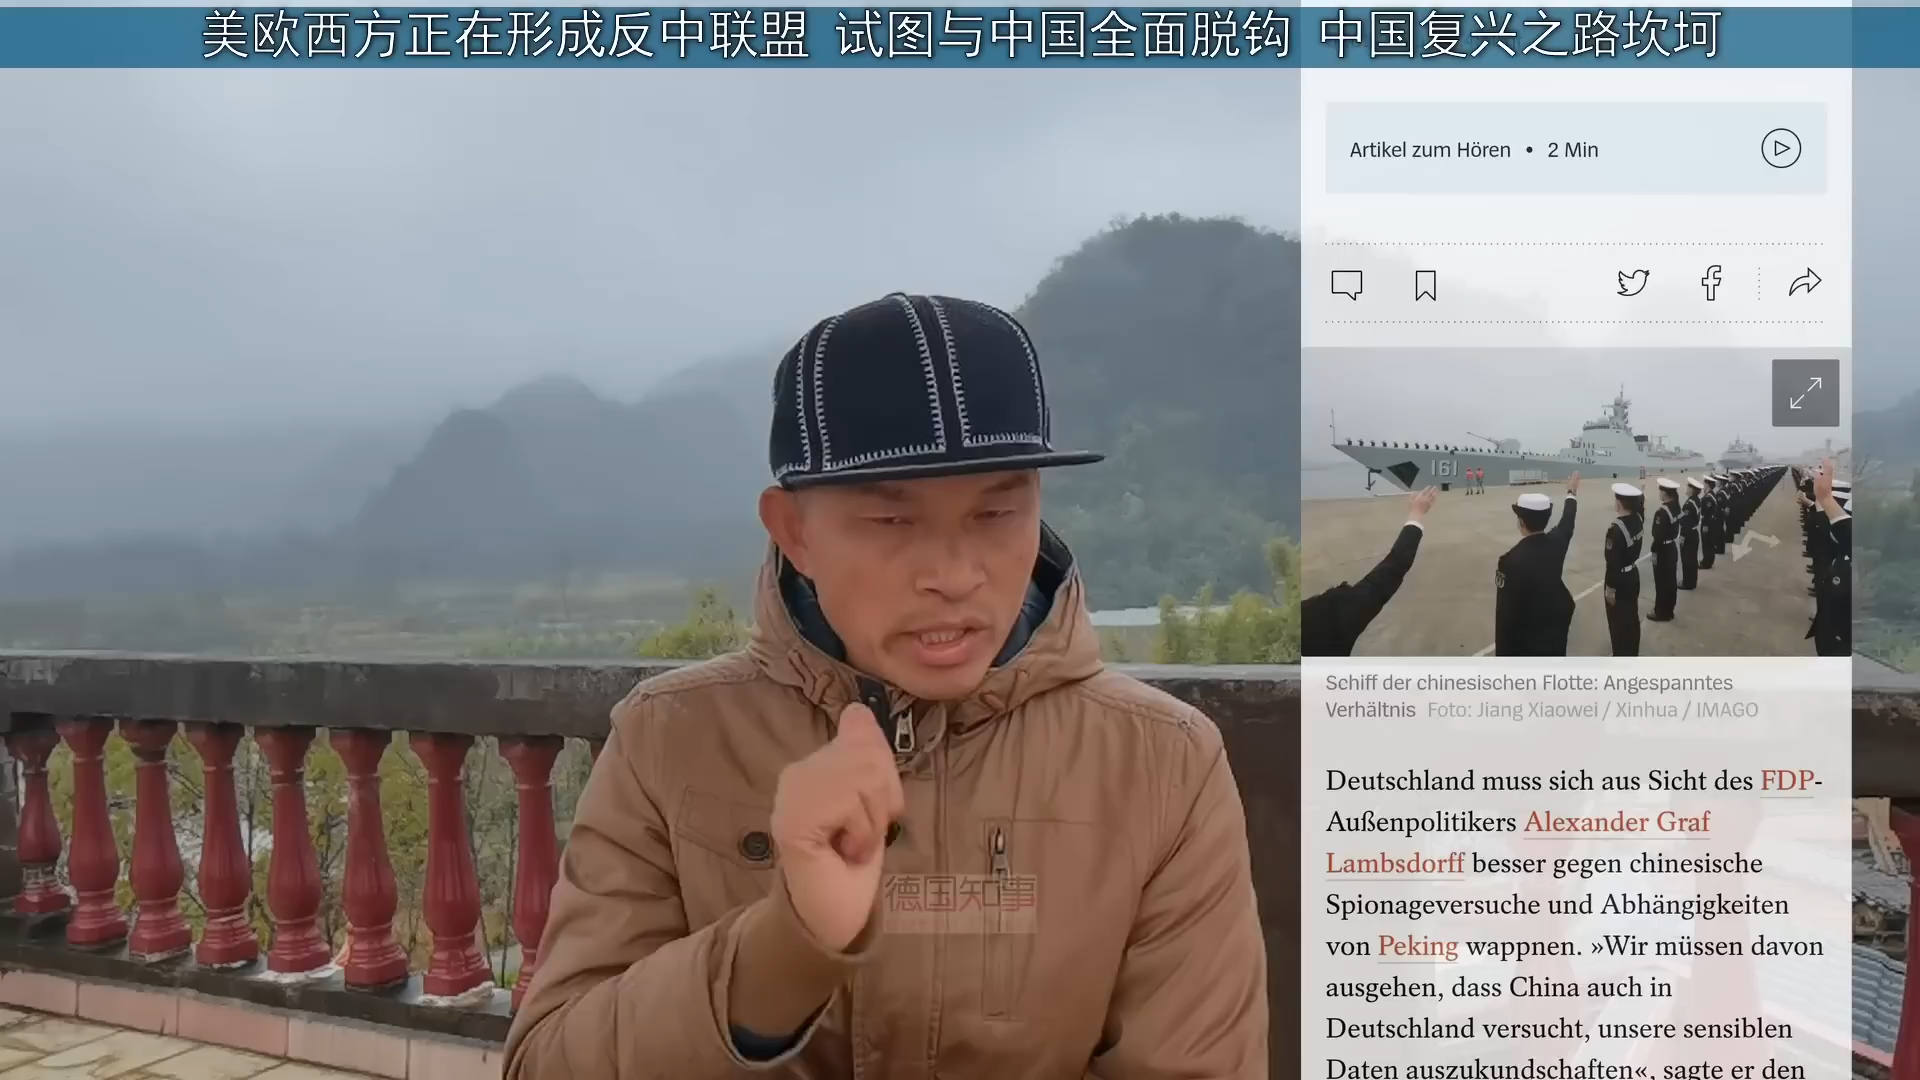 美欧西方正在形成反中联盟 试图与中国全面脱钩 中国复兴之路坎坷
Artikel zum Hören • 2 Min
161
Schiff der chinesischen Flotte: Angespanntes
Verhältnis Foto: Jiang Xiaowei / Xinhua / IMAGO
Deutschland muss sich aus Sicht des FDP-
Außenpolitikers Alexander Graf
Lambsdorff besser gegen chinesische
Spionageversuche und Abhängigkeiten
von Peking wappnen. »Wir müssen davon
ausgehen, dass China auch in
Deutschland versucht, unsere sensiblen
Daten auszukundschaften«, sagte er den
德国知事